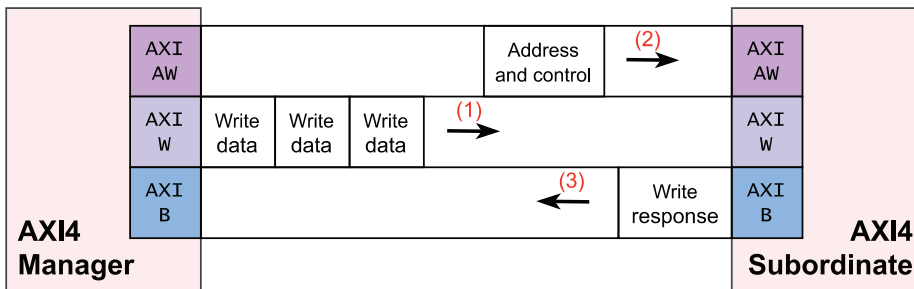 AXI
AW
Address
and control
(2)
AXI
AW
AXI
W
Write
data
Write
data
Write
data
(1)
AXI
W
AXI
B
(3)
Write
response
AXI
B
AXI4
Manager
AXI4
Subordinate